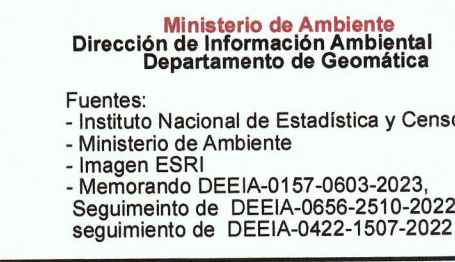 Ministerio de Ambiente
Dirección de Información Ambiental
Departamento de Geomática
Fuentes:
- Instituto Nacional de Estadística y Censo
- Ministerio de Ambiente
- Imagen ESRI
- Memorando DEEIA-0157-0603-2023,
Seguimeinto de DEEIA-0656-2510-2022
seguimiento de DEEIA-0422-1507-2022